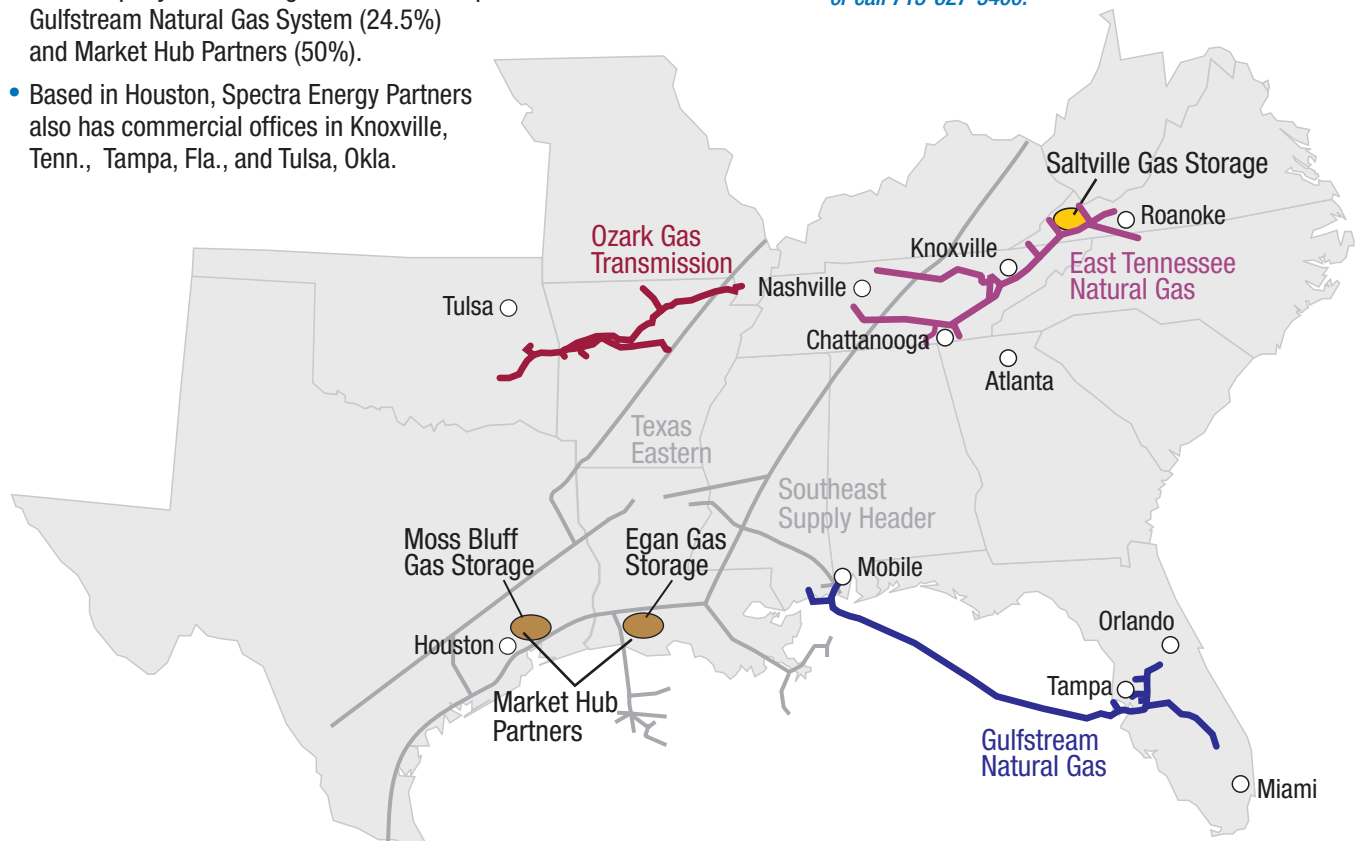 Gulfstream Natural Gas System (24.5%)
and Market Hub Partners (50%).
• Based in Houston, Spectra Energy Partners
also has commercial offices in Knoxville,
Tenn., Tampa, Fla., and Tulsa, Okla.
Saltville Gas Storage
Roanoke
Ozark Gas
Transmission
Knoxville
East Tennessee
Natural Gas
Nashville
Tulsa
Chattanooga
Atlanta
Texas
Eastern
Southeast
Supply Header
Moss Bluff
Gas Storage
Egan Gas
Storage
Mobile
Orlando
Houston
Tampa
Market Hub
Partners
Gulfstream
Natural Gas
Miami